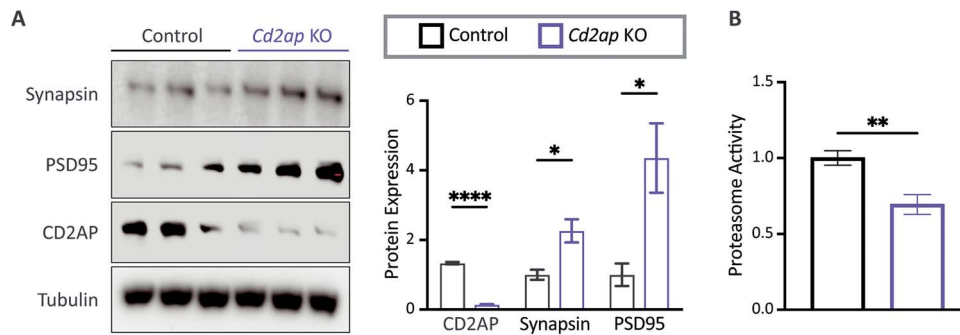 A
Control
Cd2ap KO
Synapsin
PSD95
CD2AP
Tubulin
Control
Cd2ap KO
Protein Expression
6
4
2
0
****
*
*
CD2AP
Synapsin
PSD95
B
Proteasome Activity
1.5
1.0
0.5
0.0
**